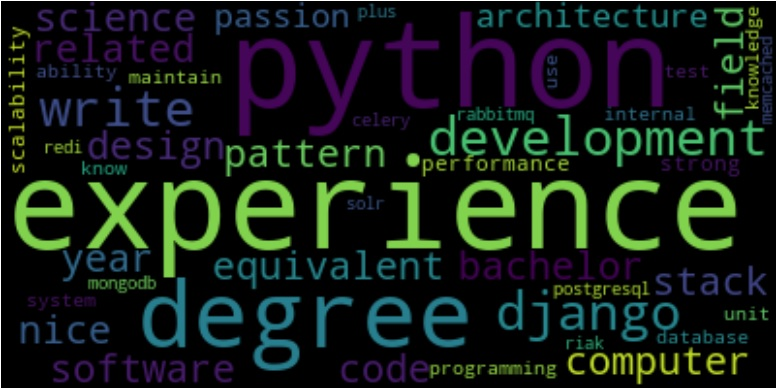 science passion plus architecture
related python field knowledge
scalability ability maintain use test memcached
write celery rabbitmq internal
redi design pattern development
know performance strong
experience
solr
year equivalent bachelor stack
mongodb degree postgresql
system django unit
nice riak database
software code programming computer